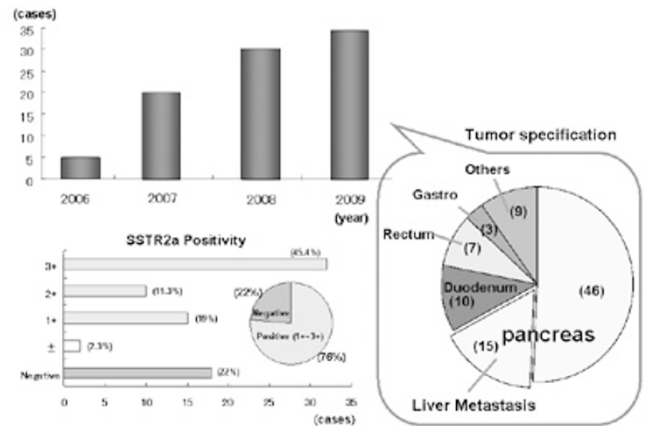 (cases)
35
30
25
20
15
10
5
0
2006
2007
2008
2009
(year)
Tumor specification
Others
(9)
Gastro
(3)
Rectum
(7)
Duodenum
(10)
(46)
pancreas
(15)
Liver Metastasis
SSTR2a Positivity
3+
(45.4%)
2+
(11.3%)
1+
(19%)
±
(2.3%)
Negative
(22%)
(22%)
Negative
Positive (1+~3+)
(76%)
0
5
10
15
20
25
30
35
(cases)